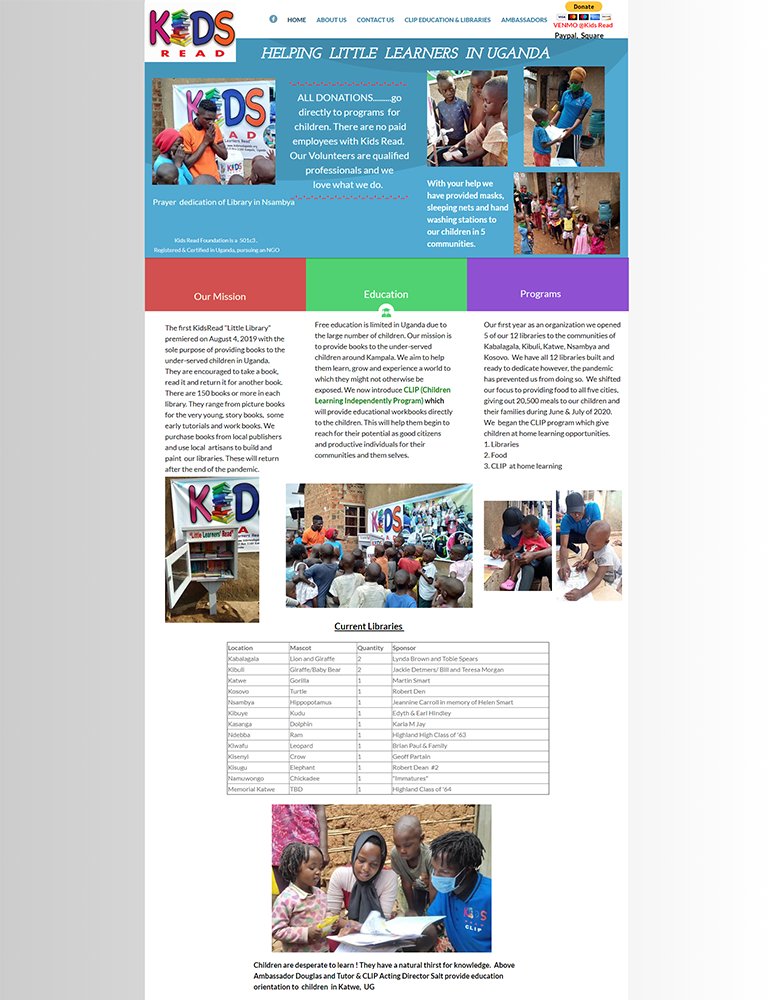 KIDS
READ
HOME ABOUT US CONTACT US CLIP EDUCATION & LIBRARIES AMBASSADORS
Donate
VENMO @Kids Read
Paypal, Square
HELPING LITTLE LEARNERS IN UGANDA
ALL DONATIONS.........go
directly to programs for
children. There are no paid
employees with Kids Read.
Our Volunteers are qualified
professionals and we
love what we do.
Prayer dedication of Library in Nsambya
Kids Read Foundation is a 501c3.
Registered & Certified in Uganda, pursuing an NGO
With your help we
have provided masks,
sleeping nets and hand
washing stations to
our children in 5
communities.
Our Mission
Education
Programs
The first KidsRead "Little Library"
premiered on August 4, 2019 with the
sole purpose of providing books to the
under-served children in Uganda.
They are encouraged to take a book,
read it and return it for another book.
There are 150 books or more in each
library. They range from picture books
for the very young, story books, some
early tutorials and work books. We
purchase books from local publishers
and use local artisans to build and
paint our libraries. These will return
after the end of the pandemic.
Free education is limited in Uganda due to
the large number of children. Our mission is
to provide books to the under-served
children around Kampala. We aim to help
them learn, grow and experience a world to
which they might not otherwise be
exposed. We now introduce CLIP (Children
Learning Independently Program) which
will provide educational workbooks directly
to the children. This will help them begin to
reach for their potential as good citizens
and productive individuals for their
communities and them selves.
Our first year as an organization we opened
5 of our 12 libraries to the communities of
Kabalagala, Kibuli, Katwe, Nsambya and
Kosovo. We have all 12 libraries built and
ready to dedicate however, the pandemic
has prevented us from doing so. We shifted
our focus to providing food to all five cities,
giving out 20,500 meals to our children and
their families during June & July of 2020.
We began the CLIP program which give
children at home learning opportunities.
1. Libraries
2. Food
3. CLIP at home learning
KIDS
"Little Learners' Read"
KIDS
Current Libraries
Location Mascot Quantity Sponsor
Kabalagala Lion and Giraffe 2 Lynda Brown and Tobie Spears
Kibuli Giraffe/Baby Bear 2 Jackie Detmers/ Bill and Teresa Morgan
Katwe Gorilla 1 Martin Smart
Kosovo Turtle 1 Robert Den
Nsambya Hippopotamus 1 Jeannine Carroll in memory of Helen Smart
Kibuye Kudu 1 Edyth & Earl Hindley
Kasanga Dolphin 1 Karla M Jay
Ndebba Ram 1 Highland High Class of '63
Kiwafu Leopard 1 Brian Paul & Family
Kisenyi Crow 1 Geoff Partain
Kisugu Elephant 1 Robert Dean #2
Namuwongo Chickadee 1 "Immatures"
Memorial Katwe TBD 1 Highland Class of '64
KIDS
READ
CLIP
Children are desperate to learn ! They have a natural thirst for knowledge. Above
Ambassador Douglas and Tutor & CLIP Acting Director Salt provide education
orientation to children in Katwe, UG